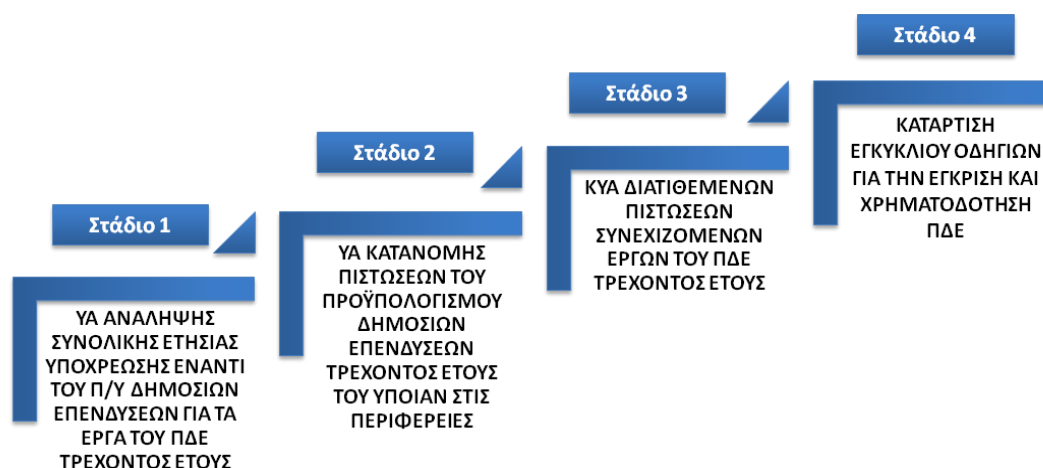 Στάδιο 1
ΥΑ ΑΝΑΛΗΨΗΣ
ΣΥΝΟΛΙΚΗΣ ΕΤΗΣΙΑΣ
ΥΠΟΧΡΕΩΣΗΣ ΕΝΑΝΤΙ
ΤΟΥ Π/Υ ΔΗΜΟΣΙΩΝ
ΕΠΕΝΔΥΣΕΩΝ ΓΙΑ ΤΑ
ΕΡΓΑ ΤΟΥ ΠΔΕ
ΤΡΕΧΟΝΤΟΣ ΕΤΟΥΣ
Στάδιο 2
ΥΑ ΚΑΤΑΝΟΜΗΣ
ΠΙΣΤΩΣΕΩΝ ΤΟΥ
ΠΡΟΫΠΟΛΟΓΙΣΜΟΥ
ΔΗΜΟΣΙΩΝ
ΕΠΕΝΔΥΣΕΩΝ
ΤΡΕΧΟΝΤΟΣ ΕΤΟΥΣ
ΤΟΥ ΥΠΟΙΑΝ ΣΤΙΣ
ΠΕΡΙΦΕΡΕΙΕΣ
Στάδιο 3
ΚΥΑ ΔΙΑΤΙΘΕΜΕΝΩΝ
ΠΙΣΤΩΣΕΩΝ
ΣΥΝΕΧΙΖΟΜΕΝΩΝ
ΕΡΓΩΝ ΤΟΥ ΠΔΕ
ΤΡΕΧΟΝΤΟΣ ΕΤΟΥΣ
Στάδιο 4
ΚΑΤΑΡΤΙΣΗ
ΕΓΚΥΚΛΙΟΥ ΟΔΗΓΙΩΝ
ΓΙΑ ΤΗΝ ΕΓΚΡΙΣΗ ΚΑΙ
ΧΡΗΜΑΤΟΔΟΤΗΣΗ
ΠΔΕ